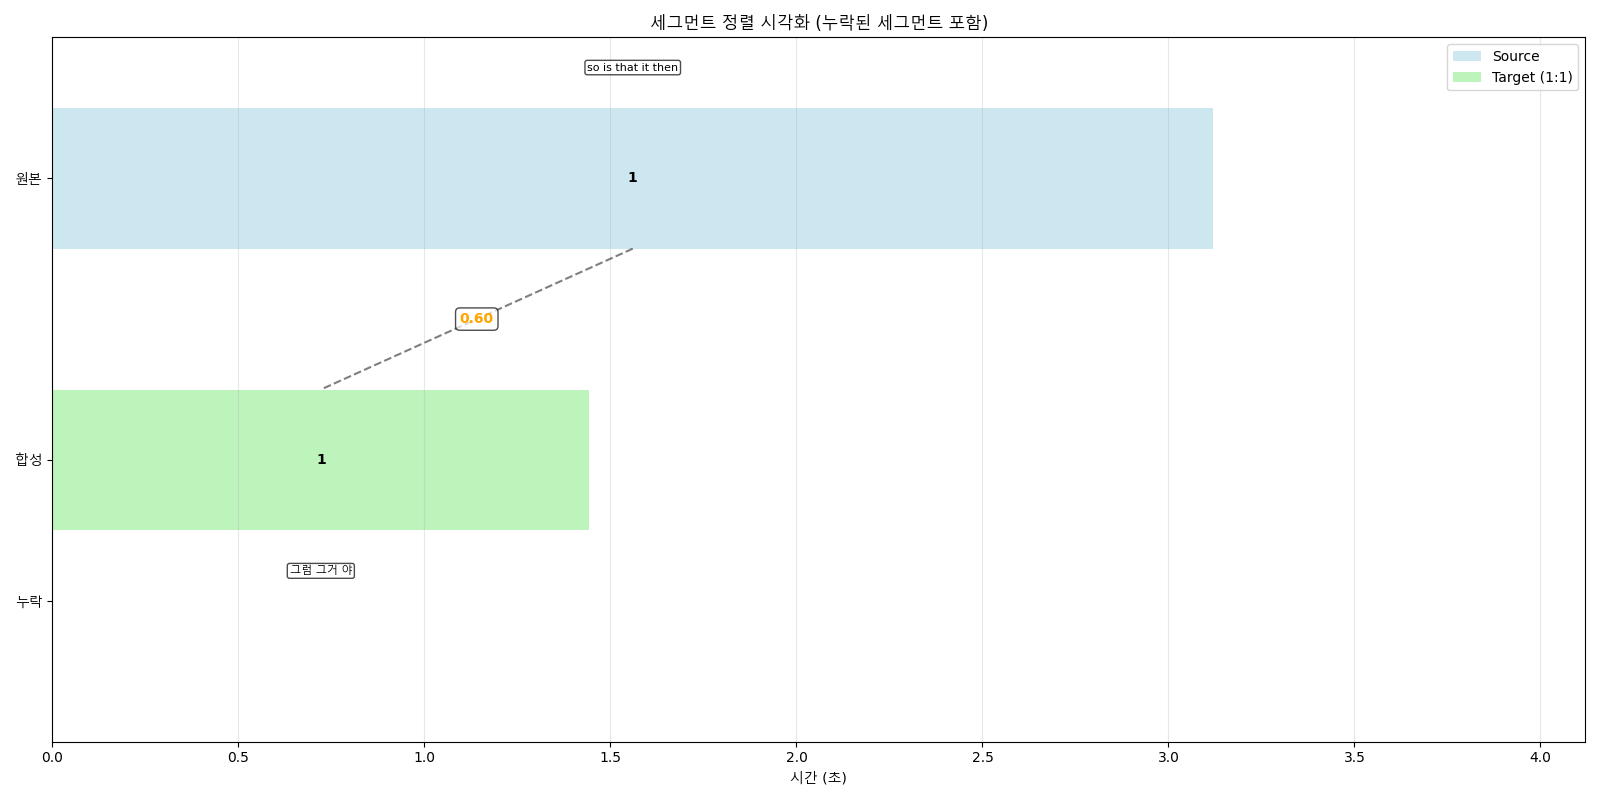 세그먼트 정렬 시각화 (누락된 세그먼트 포함)
so is that it then
Source
Target (1:1)
원본
1
0.60
합성
1
그럼 그거 야
누락
0.0 0.5 1.0 1.5 2.0 2.5 3.0 3.5 4.0
시간 (초)